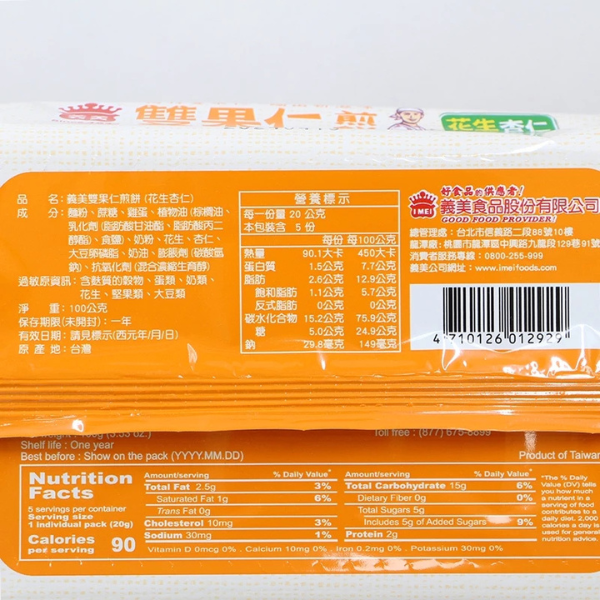 雙果仁煎
花生杏仁
品　名：義美雙果仁煎餅 (花生杏仁)
成　分：麵粉、蔗糖、雞蛋、植物油 (棕櫚油、
乳化劑 (脂肪酸甘油酯、脂肪酸丙二
醇酯)、食鹽)、奶粉、花生、杏仁、
大豆卵磷脂、奶油、膨脹劑 (碳酸氫
鈉)、抗氧化劑 (混合濃縮生育醇)
過敏原資訊：含麩質的穀物、蛋類、奶類、
花生、堅果類、大豆類
淨　重：100公克
保存期限(未開封)：一年
有效日期：請見標示(西元年/月/日)
原 產 地：台灣
營養標示
每一份量 20 公克
本包裝含 5 份
每份 每100公克
熱量 90.1大卡 450大卡
蛋白質 1.5公克 7.7公克
脂肪 2.6公克 12.9公克
飽和脂肪 1.1公克 5.7公克
反式脂肪 0公克 0公克
碳水化合物 15.2公克 75.9公克
糖 5.0公克 24.9公克
鈉 29.8毫克 149毫克
好食品的供應者!
I MEI
義美食品股份有限公司
GOOD FOOD PROVIDER!
總管理處：台北市信義路二段88號10樓
龍潭廠：桃園市龍潭區中興路九龍段129巷91號
消費者服務專線：0800-255-999
義美公司網址：www.imeifoods.com
4 710126 012929
Shelf life : One year
Best before : Show on the pack (YYYY.MM.DD)
Toll free : (877) 675-8899
Product of Taiwan
Nutrition
Facts
5 servings per container
Serving size
1 individual pack (20g)
Calories
per serving 90
Amount/serving % Daily Value*
Total Fat 2.5g 3%
Saturated Fat 1g 6%
Trans Fat 0g
Cholesterol 10mg 3%
Sodium 30mg 1%
Amount/serving % Daily Value*
Total Carbohydrate 15g 6%
Dietary Fiber 0g 0%
Total Sugars 5g
Includes 5g of Added Sugars 9%
Protein 2g
Vitamin D 0mcg 0% . Calcium 10mg 0% . Iron 0.2mg 0% . Potassium 30mg 0%
*The % Daily
Value (DV) tells
you how much
a nutrient in a
serving of food
contributes to a
daily diet. 2,000
calories a day is
used for general
nutrition advice.